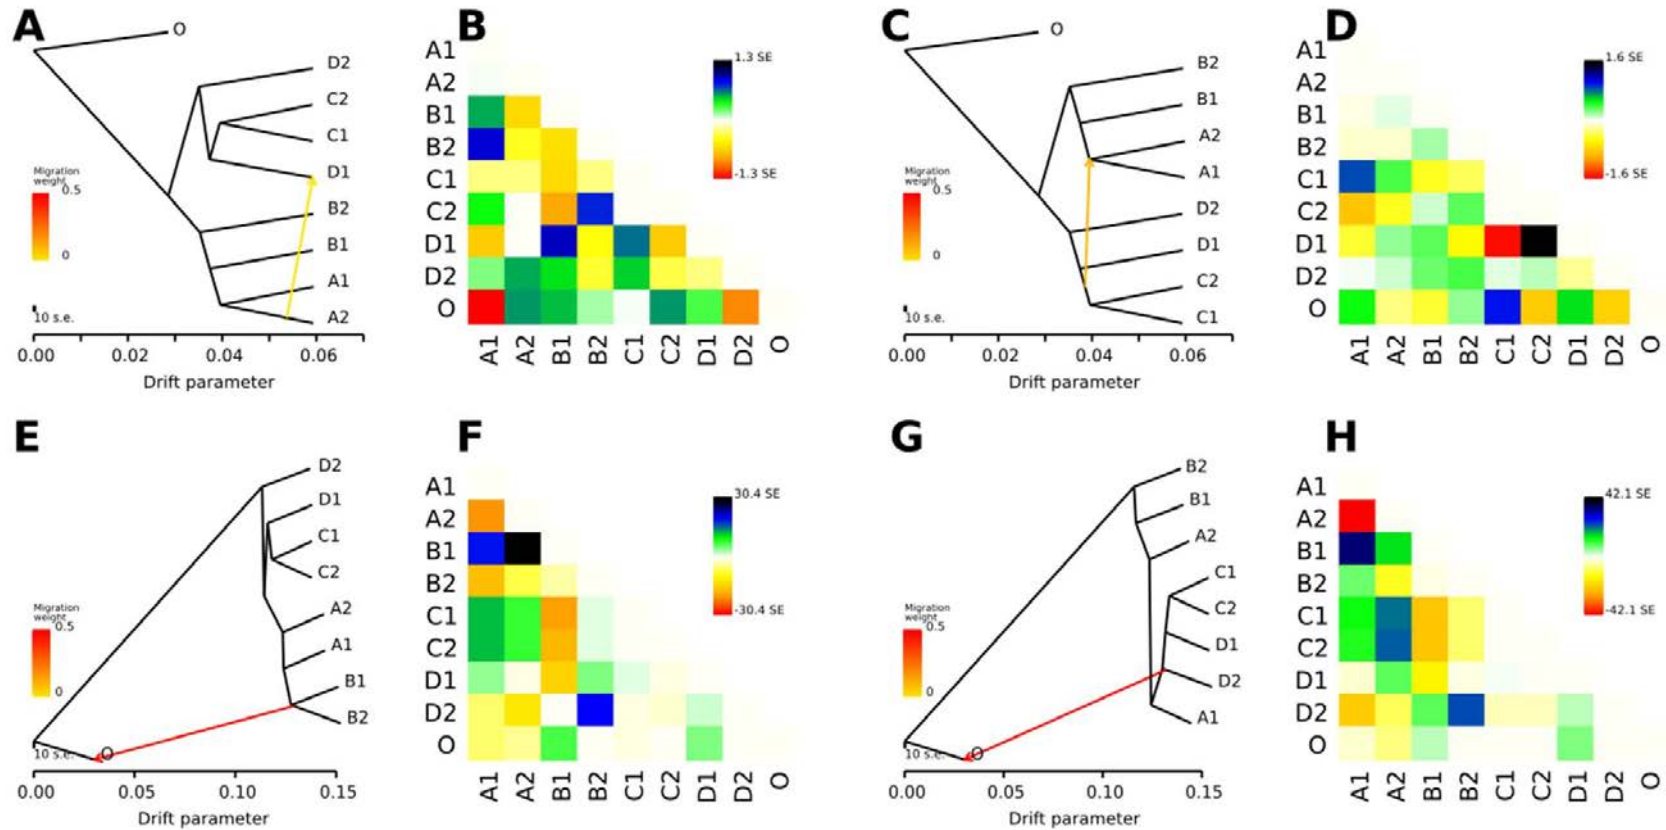 A
O
D2
C2
C1
D1
B2
B1
A1
A2
Migration
weight
0.5
0
10 s.e.
0.00 0.02 0.04 0.06
Drift parameter
B
A1
A2
B1
B2
C1
C2
D1
D2
O
A1 A2 B1 B2 C1 C2 D1 D2 O
1.3 SE
-1.3 SE
C
O
B2
B1
A2
A1
D2
D1
C2
C1
Migration
weight
0.5
0
10 s.e.
0.00 0.02 0.04 0.06
Drift parameter
D
A1
A2
B1
B2
C1
C2
D1
D2
O
A1 A2 B1 B2 C1 C2 D1 D2 O
1.6 SE
-1.6 SE
E
D2
D1
C1
C2
A2
A1
B1
B2
O
Migration
weight
0.5
0
10 s.e.
0.00 0.05 0.10 0.15
Drift parameter
F
A1
A2
B1
B2
C1
C2
D1
D2
O
A1 A2 B1 B2 C1 C2 D1 D2 O
30.4 SE
-30.4 SE
G
B2
B1
A2
C1
C2
D1
D2
A1
O
Migration
weight
0.5
0
10 s.e.
0.00 0.05 0.10 0.15
Drift parameter
H
A1
A2
B1
B2
C1
C2
D1
D2
O
A1 A2 B1 B2 C1 C2 D1 D2 O
42.1 SE
-42.1 SE